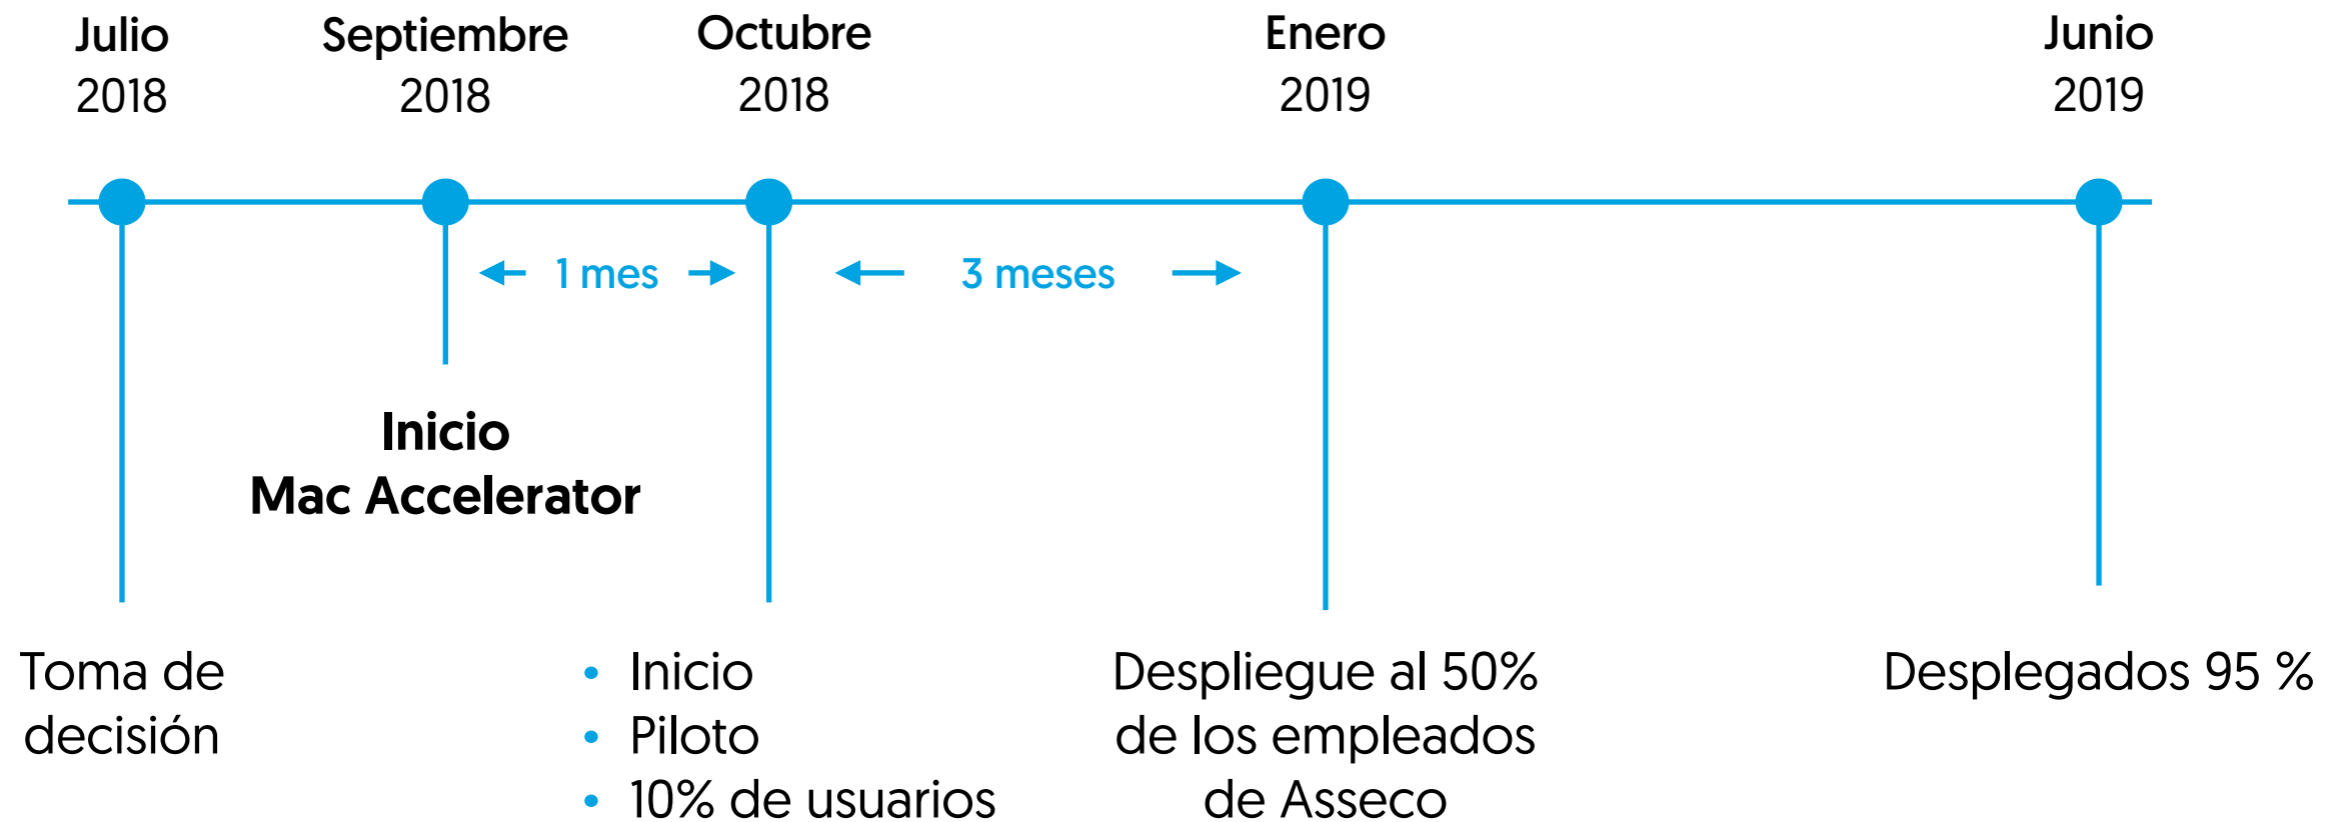 Julio
2018
Septiembre
2018
Octubre
2018
Enero
2019
Junio
2019
1 mes
3 meses
Inicio
Mac Accelerator
Toma de
decisión
• Inicio
• Piloto
• 10% de usuarios
Despliegue al 50%
de los empleados
de Asseco
Desplegados 95 %